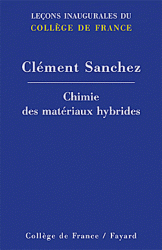 LEÇONS INAUGURALES DU
COLLÈGE DE FRANCE
Clément Sanchez
Chimie
des matériaux hybrides
Collège de France / Fayard